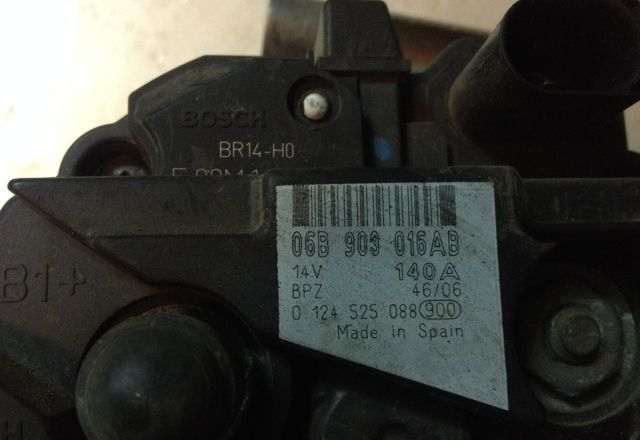 BOSCH
BR14-H0
06B 903 016AB
14V 140A
BPZ 46/06
0 124 525 088 900
Made in Spain
B1+